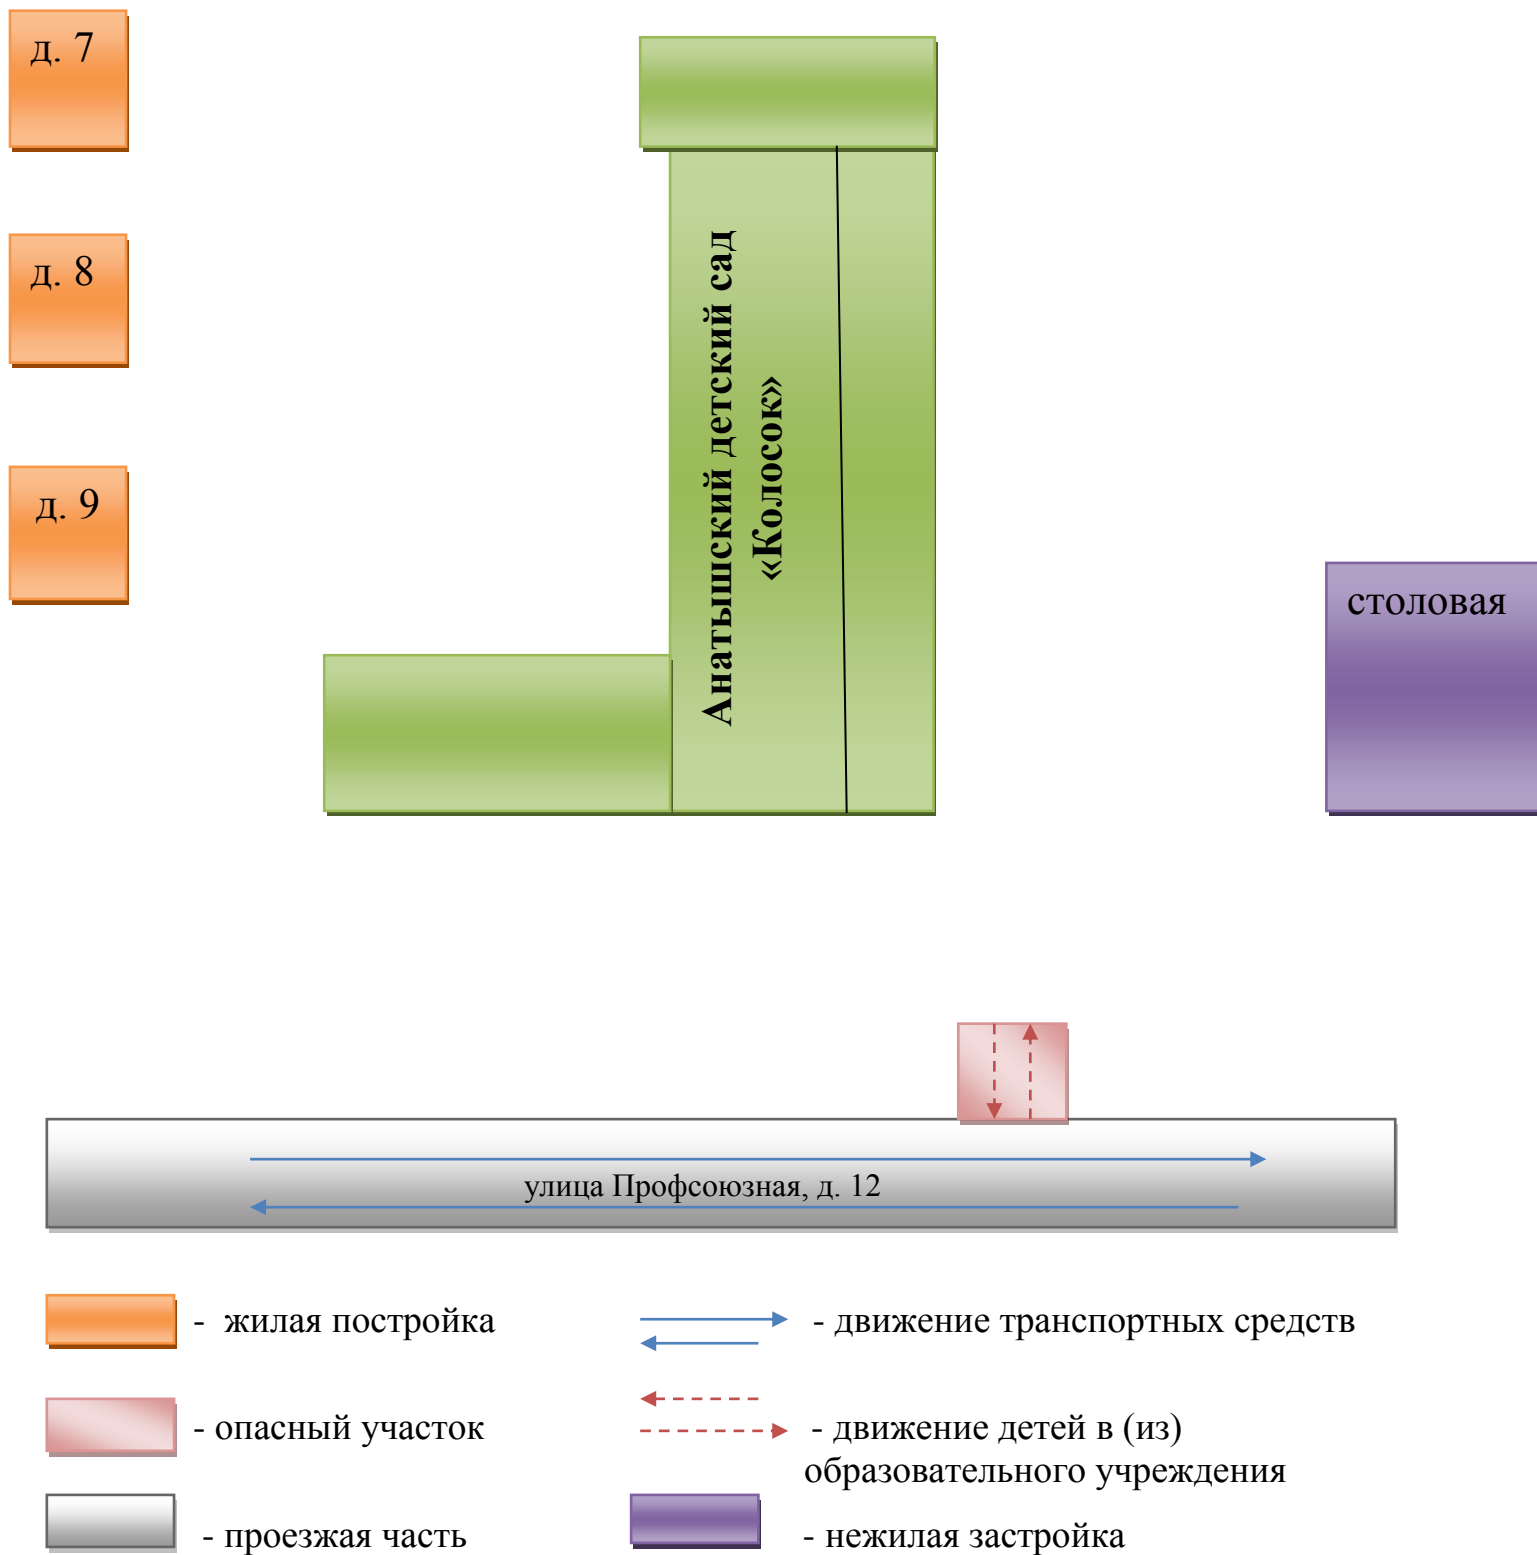 д. 7
д. 8
д. 9
Анатышский детский сад
«Колосок»
столовая
улица Профсоюзная, д. 12
- жилая постройка
- движение транспортных средств
- опасный участок
- движение детей в (из)
образовательного учреждения
- проезжая часть
- нежилая застройка